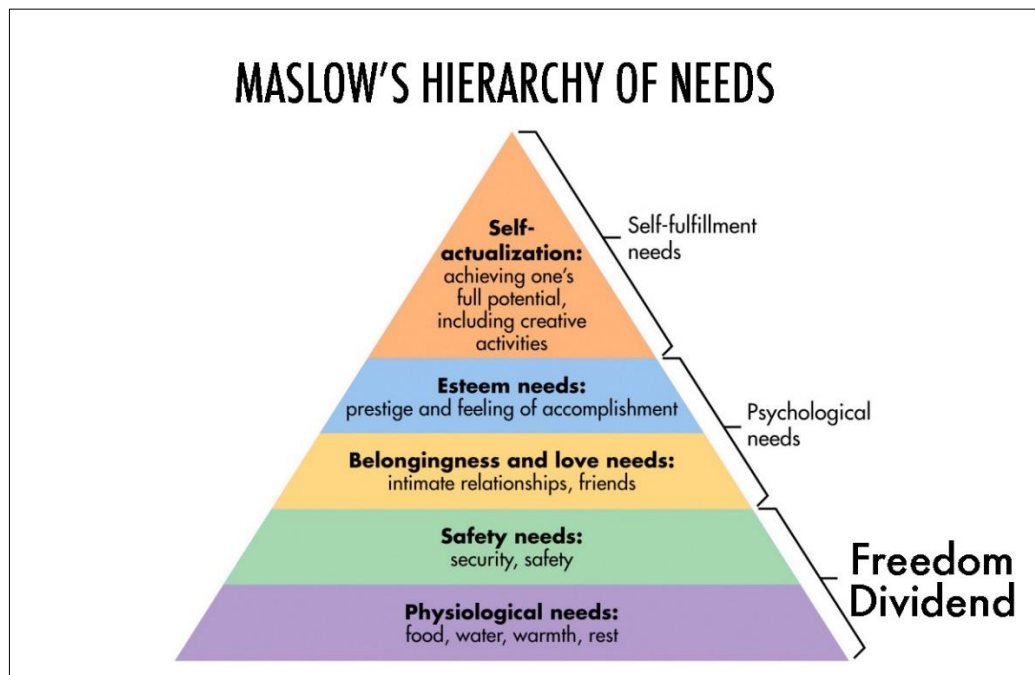 MASLOW'S HIERARCHY OF NEEDS
Self-
actualization:
achieving one's
full potential,
including creative
activities
Self-fulfillment
needs
Esteem needs:
prestige and feeling of accomplishment
Psychological
needs
Belongingness and love needs:
intimate relationships, friends
Safety needs:
security, safety
Freedom
Dividend
Physiological needs:
food, water, warmth, rest